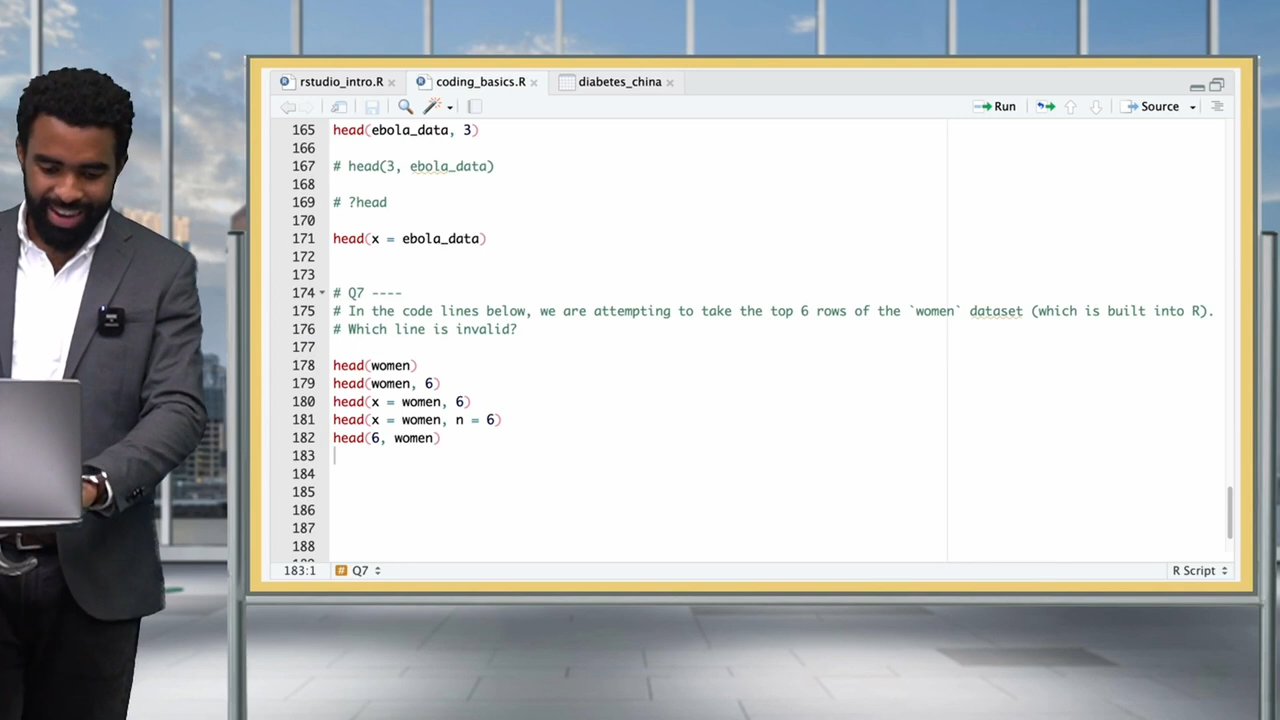 rstudio_intro.R × coding_basics.R × diabetes_china ×
Run Source
165 head(ebola_data, 3)
166
167 # head(3, ebola_data)
168
169 # ?head
170
171 head(x = ebola_data)
172
173
174 # Q7 ----
175 # In the code lines below, we are attempting to take the top 6 rows of the `women` dataset (which is built into R).
176 # Which line is invalid?
177
178 head(women)
179 head(women, 6)
180 head(x = women, 6)
181 head(x = women, n = 6)
182 head(6, women)
183
184
185
186
187
188
183:1 # Q7 R Script